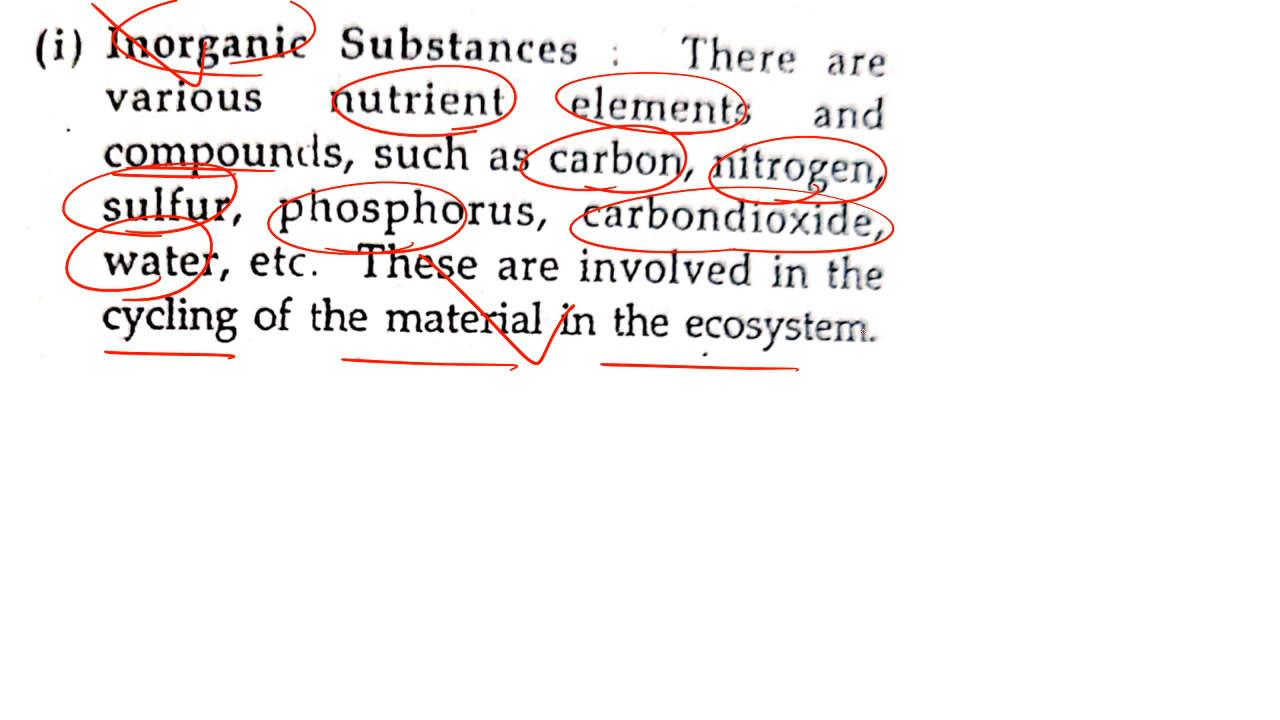 (i) Inorganic Substances : There are
various nutrient elements and
compounds, such as carbon, nitrogen,
sulfur, phosphorus, carbondioxide,
water, etc. These are involved in the
cycling of the material in the ecosystem.